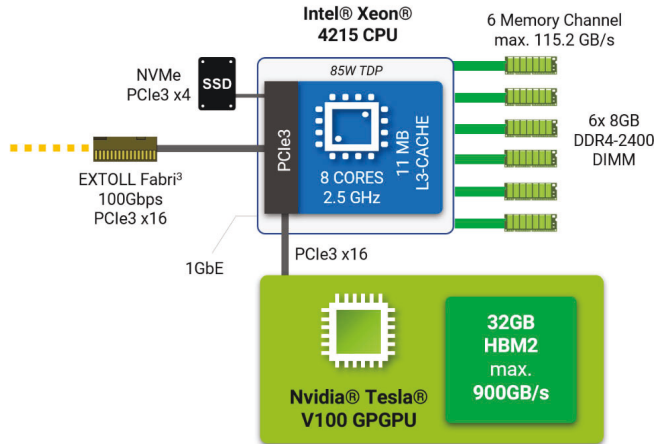 Intel® Xeon®
4215 CPU
6 Memory Channel
max. 115.2 GB/s
NVMe
PCIe3 x4
SSD
85W TDP
PCIe3
8 CORES
2.5 GHz
11 MB
L3-CACHE
6x 8GB
DDR4-2400
DIMM
EXTOLL Fabri³
100Gbps
PCIe3 x16
1GbE
PCIe3 x16
Nvidia® Tesla®
V100 GPGPU
32GB
HBM2
max.
900GB/s